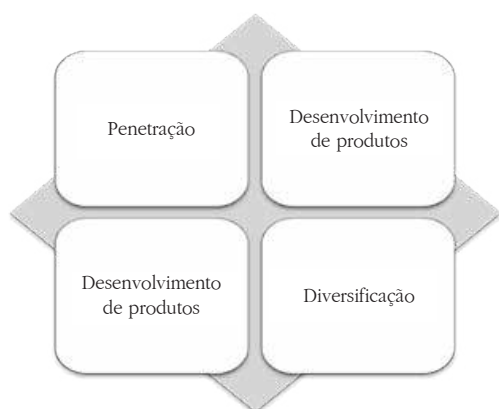 Penetração
Desenvolvimento
de produtos
Desenvolvimento
de produtos
Diversificação